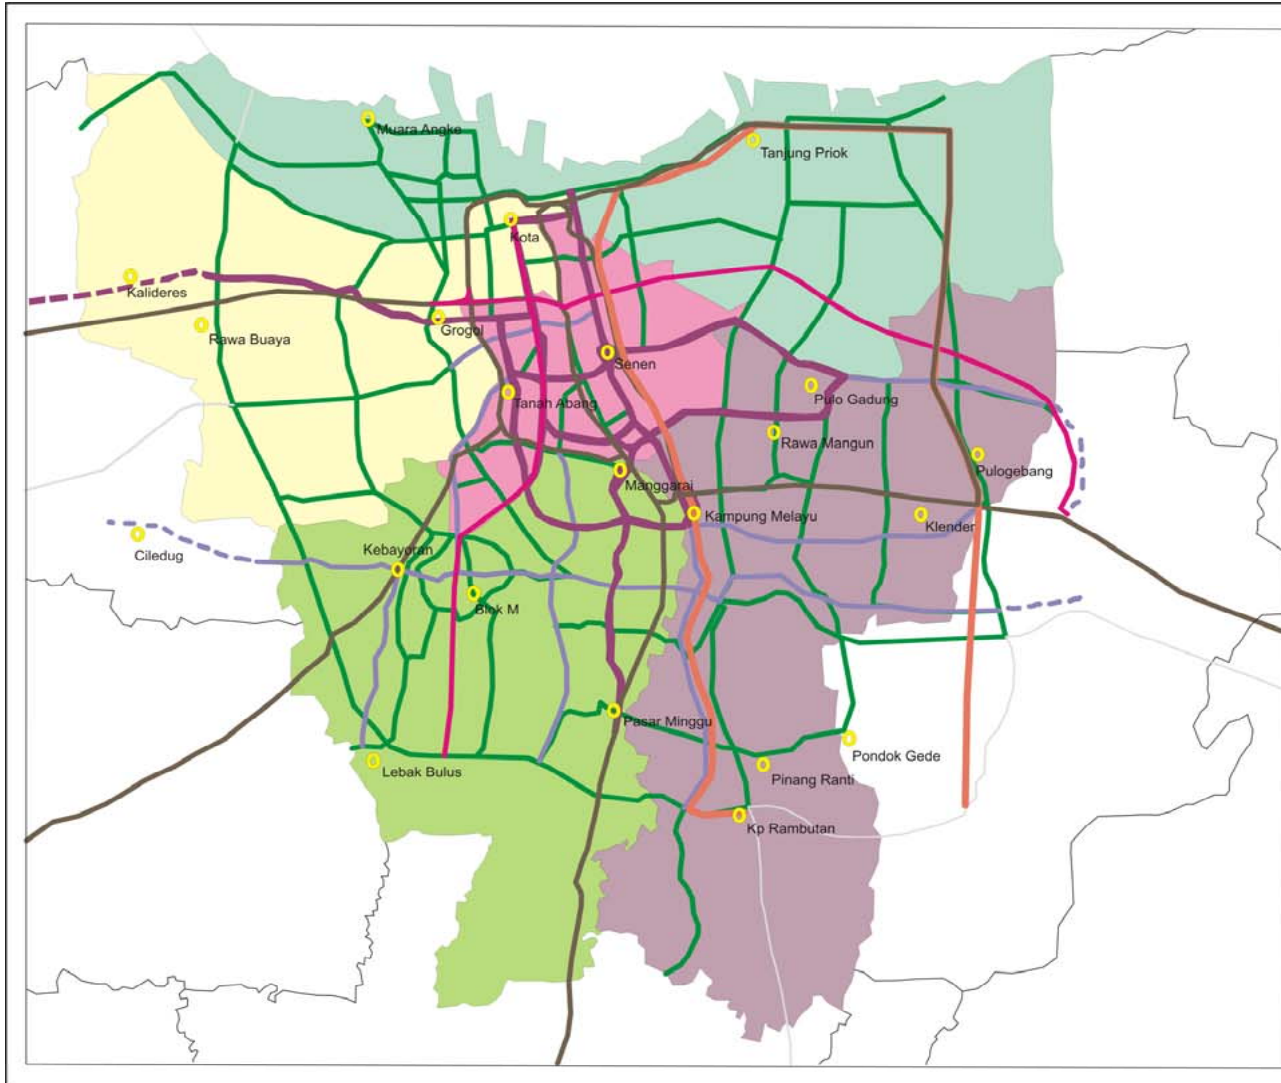 Muara Angke
Tanjung Priok
Kota
Kalideres
Grogol
Rawa Buaya
Senen
Pulo Gadung
Tanah Abang
Rawa Mangun
Pulogebang
Manggarai
Kampung Melayu
Klender
Ciledug
Kebayoran
Blok M
Pasar Minggu
Pondok Gede
Lebak Bulus
Pinang Ranti
Kp Rambutan